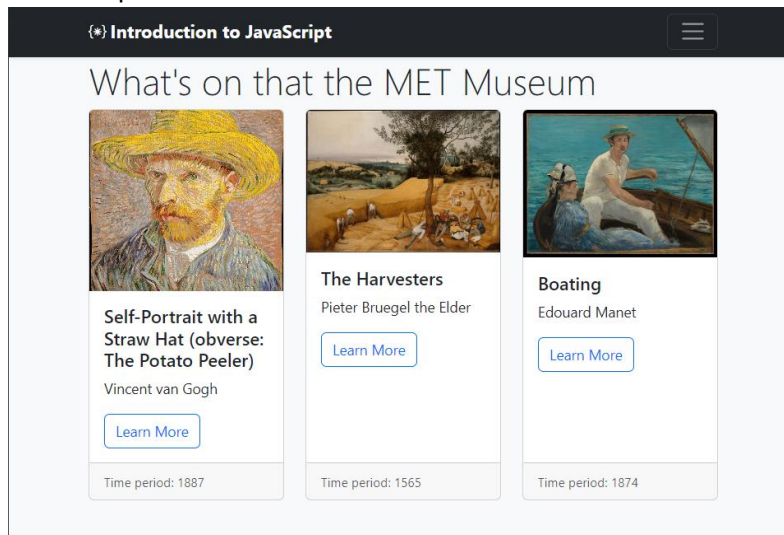 {*} Introduction to JavaScript
What's on that the MET Museum
Self-Portrait with a
Straw Hat (obverse:
The Potato Peeler)
Vincent van Gogh
Learn More
Time period: 1887
The Harvesters
Pieter Bruegel the Elder
Learn More
Time period: 1565
Boating
Edouard Manet
Learn More
Time period: 1874